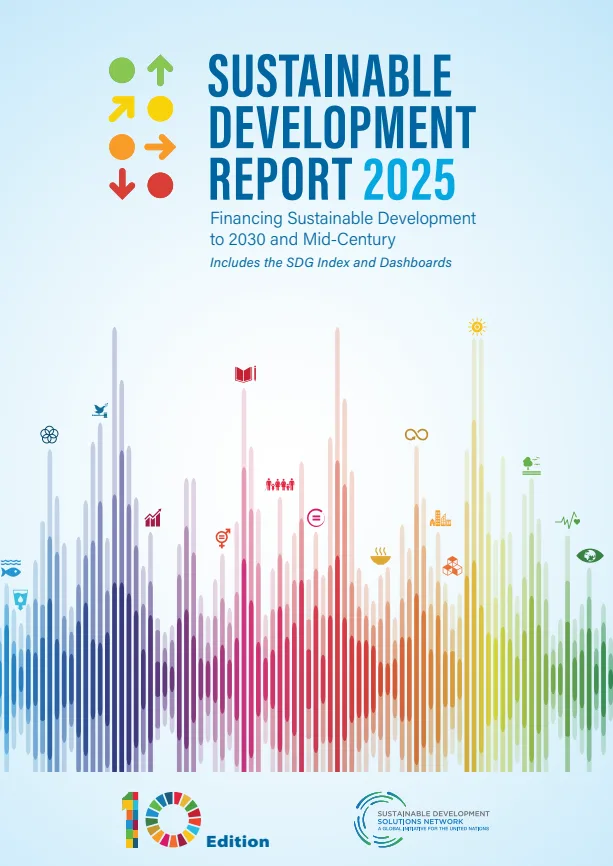 SUSTAINABLE
DEVELOPMENT
REPORT 2025
Financing Sustainable Development
to 2030 and Mid-Century
Includes the SDG Index and Dashboards
10 Edition
SUSTAINABLE DEVELOPMENT
SOLUTIONS NETWORK
A GLOBAL INITIATIVE FOR THE UNITED NATIONS